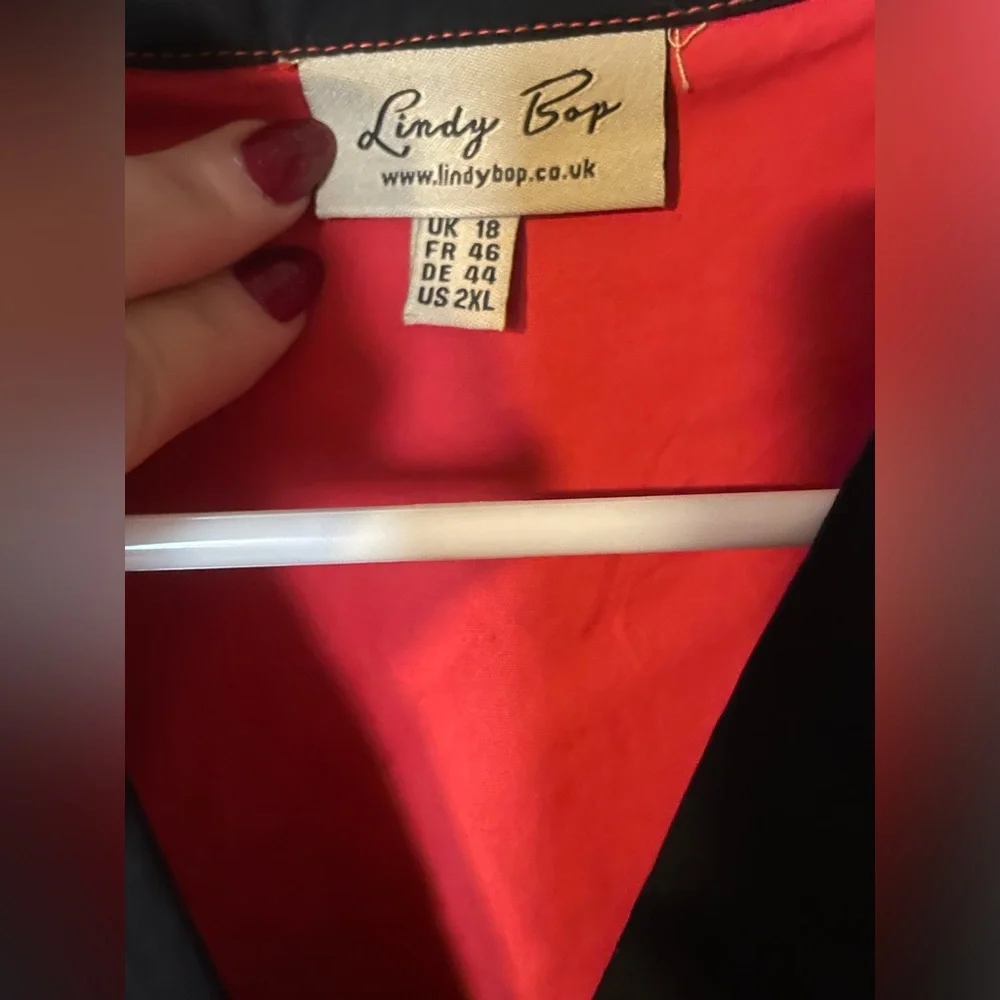 Lindy Bop
www.lindybop.co.uk
UK 18
FR 46
DE 44
US 2XL